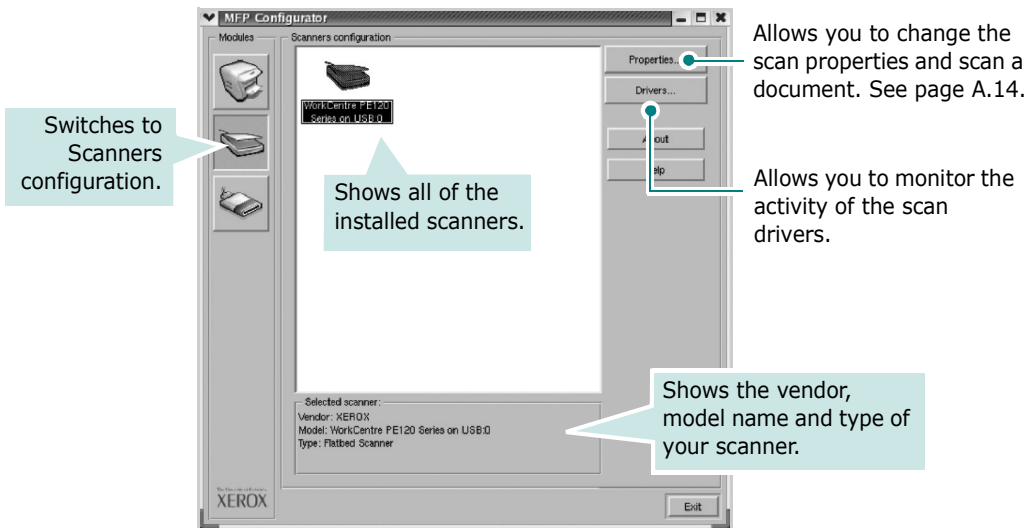 MFP Configurator
Modules
Scanners configuration
WorkCentre PE120
Series on USB:0
Properties...
Drivers...
About
Help
Allows you to change the
scan properties and scan a
document. See page A.14.
Switches to
Scanners
configuration.
Shows all of the
installed scanners.
Allows you to monitor the
activity of the scan
drivers.
Selected scanner:
Vendor: XEROX
Model: WorkCentre PE120 Series on USB:0
Type: Flatbed Scanner
Shows the vendor,
model name and type of
your scanner.
XEROX
Exit